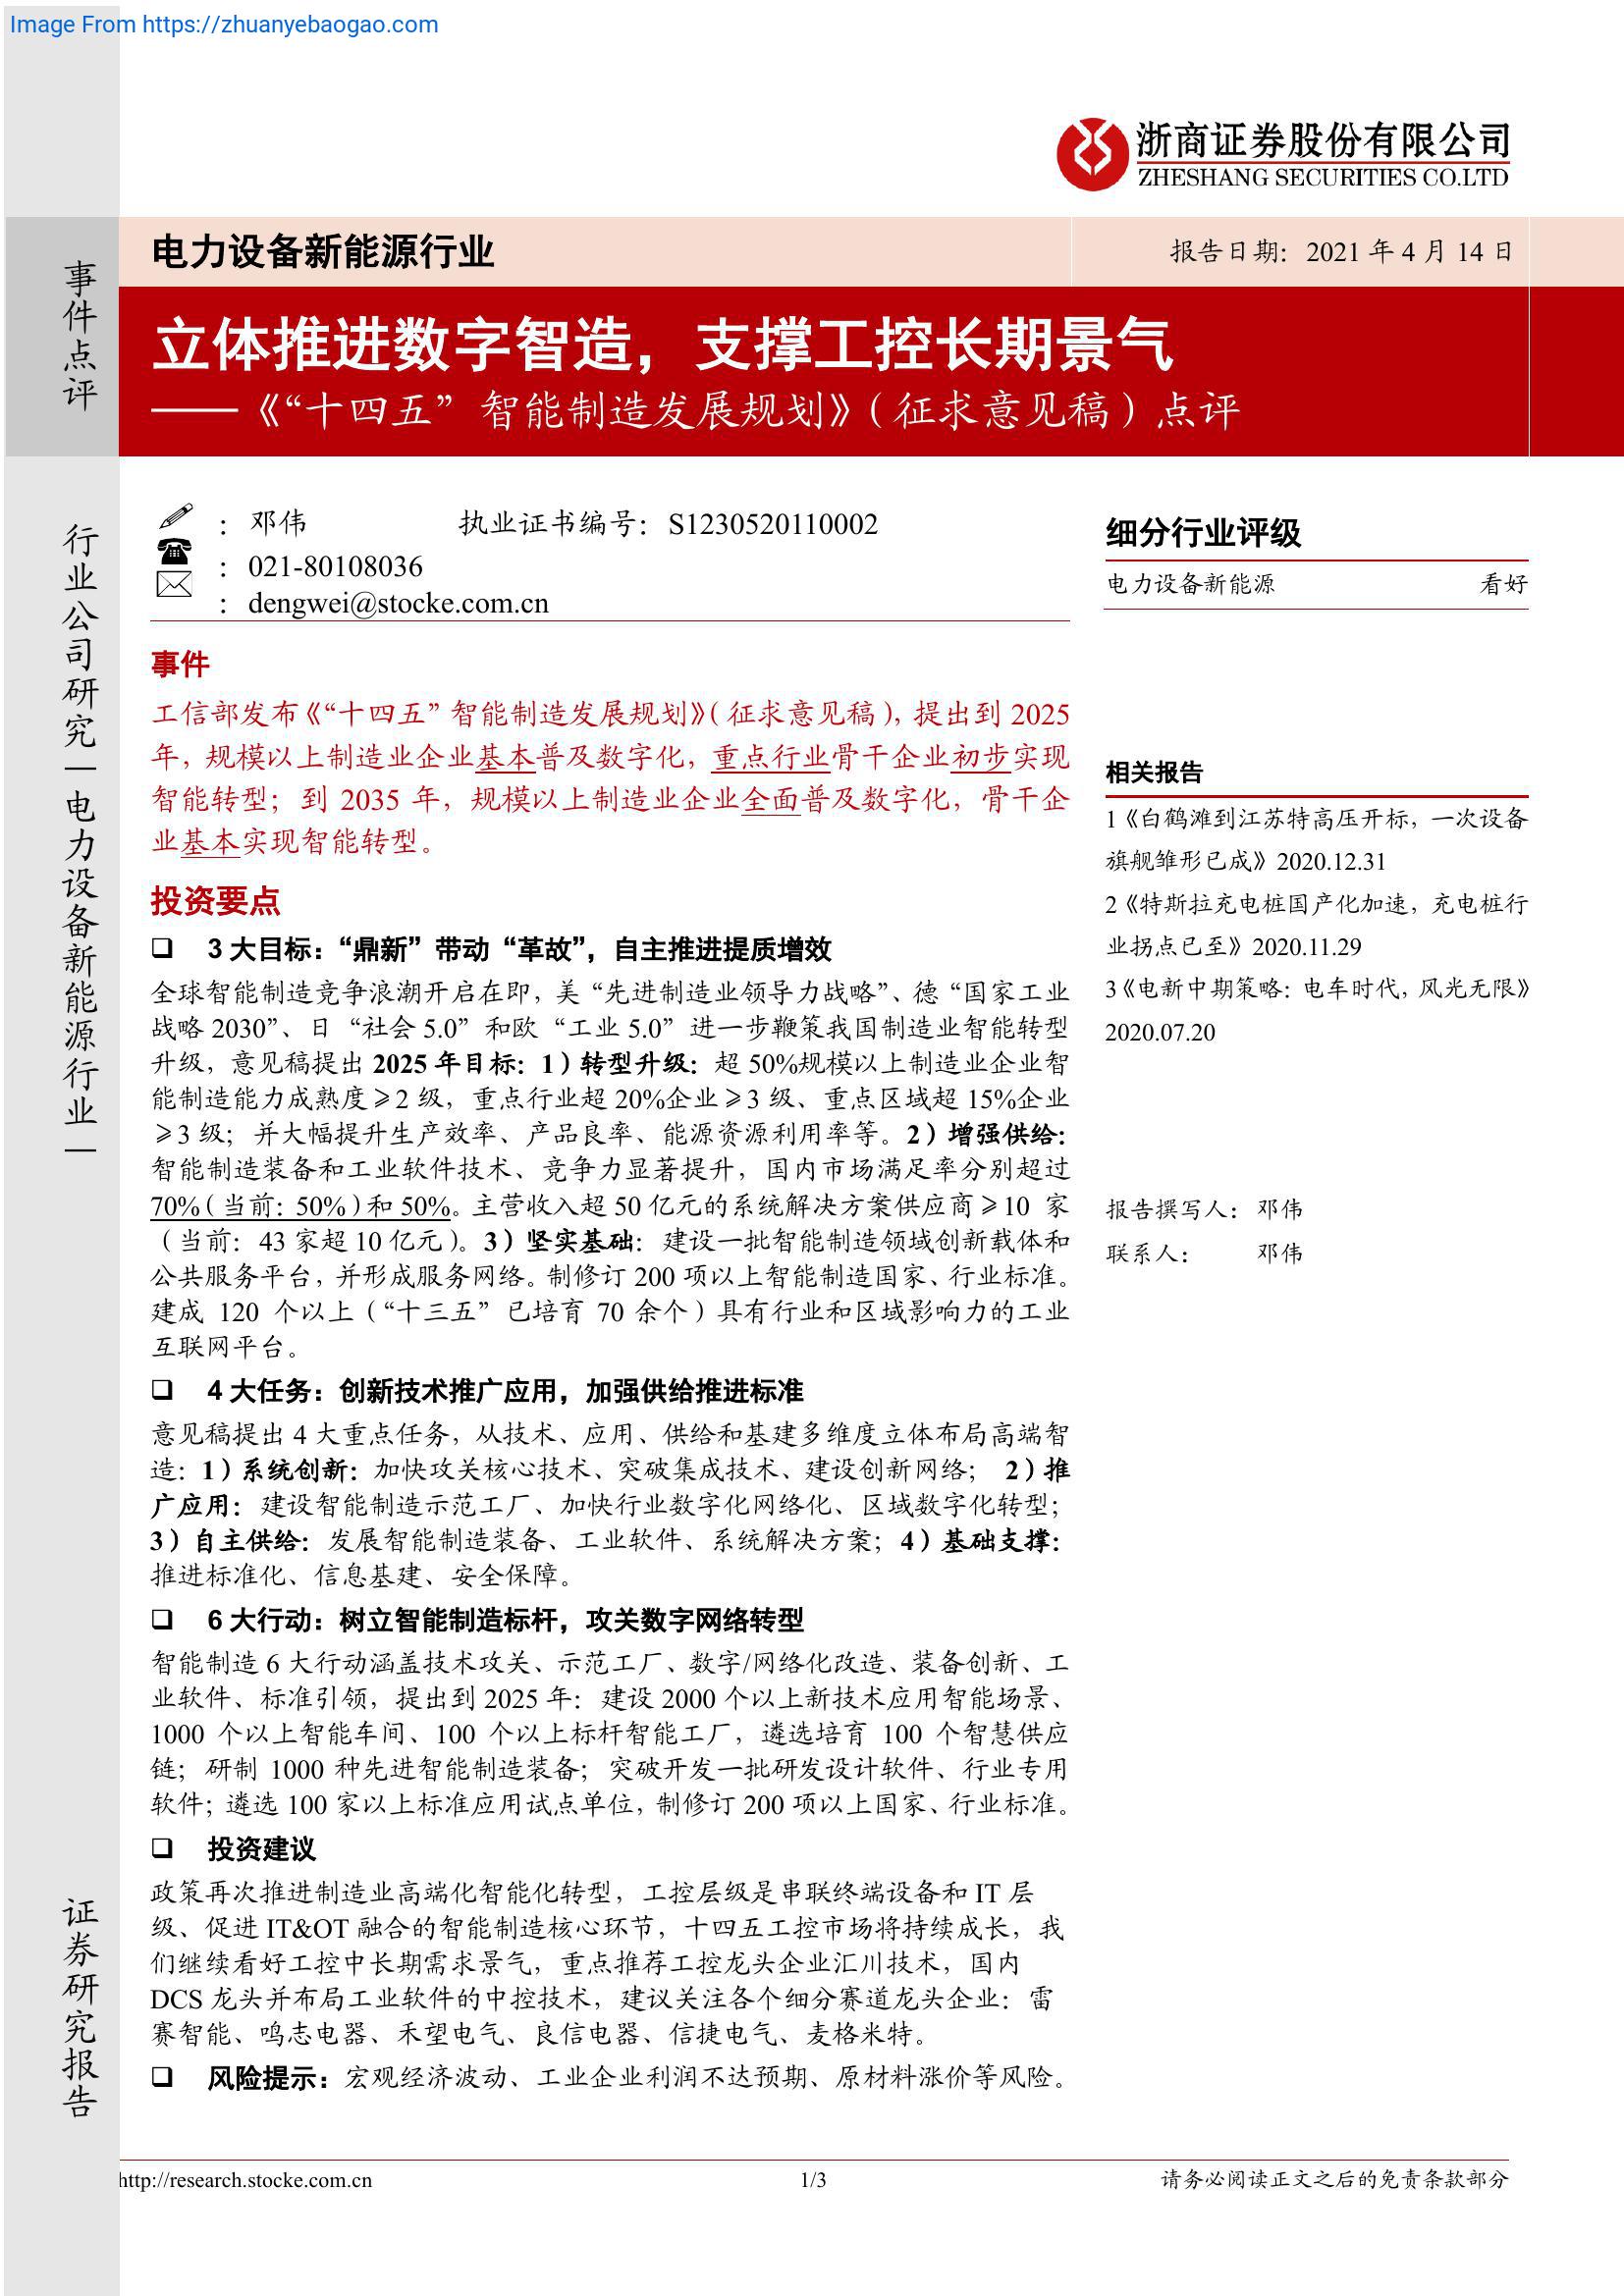 Image From https://zhuanyebaogao.com
浙商证券股份有限公司
ZHESHANG SECURITIES CO.LTD
事件点评
电力设备新能源行业
报告日期：2021 年 4 月 14 日
立体推进数字智造，支撑工控长期景气
——《“十四五”智能制造发展规划》（征求意见稿）点评
行业公司研究|电力设备新能源行业|
证券研究报告
： 邓伟 执业证书编号：S1230520110002
： 021-80108036
： dengwei@stocke.com.cn
事件
工信部发布《“十四五”智能制造发展规划》（征求意见稿），提出到 2025
年，规模以上制造业企业基本普及数字化，重点行业骨干企业初步实现
智能转型；到 2035 年，规模以上制造业企业全面普及数字化，骨干企
业基本实现智能转型。
投资要点
❑ 3 大目标：“鼎新”带动“革故”，自主推进提质增效
全球智能制造竞争浪潮开启在即，美“先进制造业领导力战略”、德“国家工业
战略 2030”、日“社会 5.0”和欧“工业 5.0”进一步鞭策我国制造业智能转型
升级，意见稿提出 2025 年目标：1）转型升级：超 50%规模以上制造业企业智
能制造能力成熟度≥2 级，重点行业超 20%企业≥3 级、重点区域超 15%企业
≥3 级；并大幅提升生产效率、产品良率、能源资源利用率等。2）增强供给：
智能制造装备和工业软件技术、竞争力显著提升，国内市场满足率分别超过
70%（当前：50%）和 50%。主营收入超 50 亿元的系统解决方案供应商≥10 家
（当前：43 家超 10 亿元）。3）坚实基础：建设一批智能制造领域创新载体和
公共服务平台，并形成服务网络。制修订 200 项以上智能制造国家、行业标准。
建成 120 个以上（“十三五”已培育 70 余个）具有行业和区域影响力的工业
互联网平台。
❑ 4 大任务：创新技术推广应用，加强供给推进标准
意见稿提出 4 大重点任务，从技术、应用、供给和基建多维度立体布局高端智
造：1）系统创新：加快攻关核心技术、突破集成技术、建设创新网络； 2）推
广应用：建设智能制造示范工厂、加快行业数字化网络化、区域数字化转型；
3）自主供给：发展智能制造装备、工业软件、系统解决方案；4）基础支撑：
推进标准化、信息基建、安全保障。
❑ 6 大行动：树立智能制造标杆，攻关数字网络转型
智能制造 6 大行动涵盖技术攻关、示范工厂、数字/网络化改造、装备创新、工
业软件、标准引领，提出到 2025 年：建设 2000 个以上新技术应用智能场景、
1000 个以上智能车间、100 个以上标杆智能工厂，遴选培育 100 个智慧供应
链；研制 1000 种先进智能制造装备；突破开发一批研发设计软件、行业专用
软件；遴选 100 家以上标准应用试点单位，制修订 200 项以上国家、行业标准。
❑ 投资建议
政策再次推进制造业高端化智能化转型，工控层级是串联终端设备和 IT 层
级、促进 IT&OT 融合的智能制造核心环节，十四五工控市场将持续成长，我
们继续看好工控中长期需求景气，重点推荐工控龙头企业汇川技术，国内
DCS 龙头并布局工业软件的中控技术，建议关注各个细分赛道龙头企业：雷
赛智能、鸣志电器、禾望电气、良信电器、信捷电气、麦格米特。
❑ 风险提示：宏观经济波动、工业企业利润不达预期、原材料涨价等风险。
细分行业评级
电力设备新能源 看好
相关报告
1《白鹤滩到江苏特高压开标，一次设备
旗舰雏形已成》2020.12.31
2《特斯拉充电桩国产化加速，充电桩行
业拐点已至》2020.11.29
3《电新中期策略：电车时代，风光无限》
2020.07.20
报告撰写人： 邓伟
联系人： 邓伟
http://research.stocke.com.cn
1/3
请务必阅读正文之后的免责条款部分